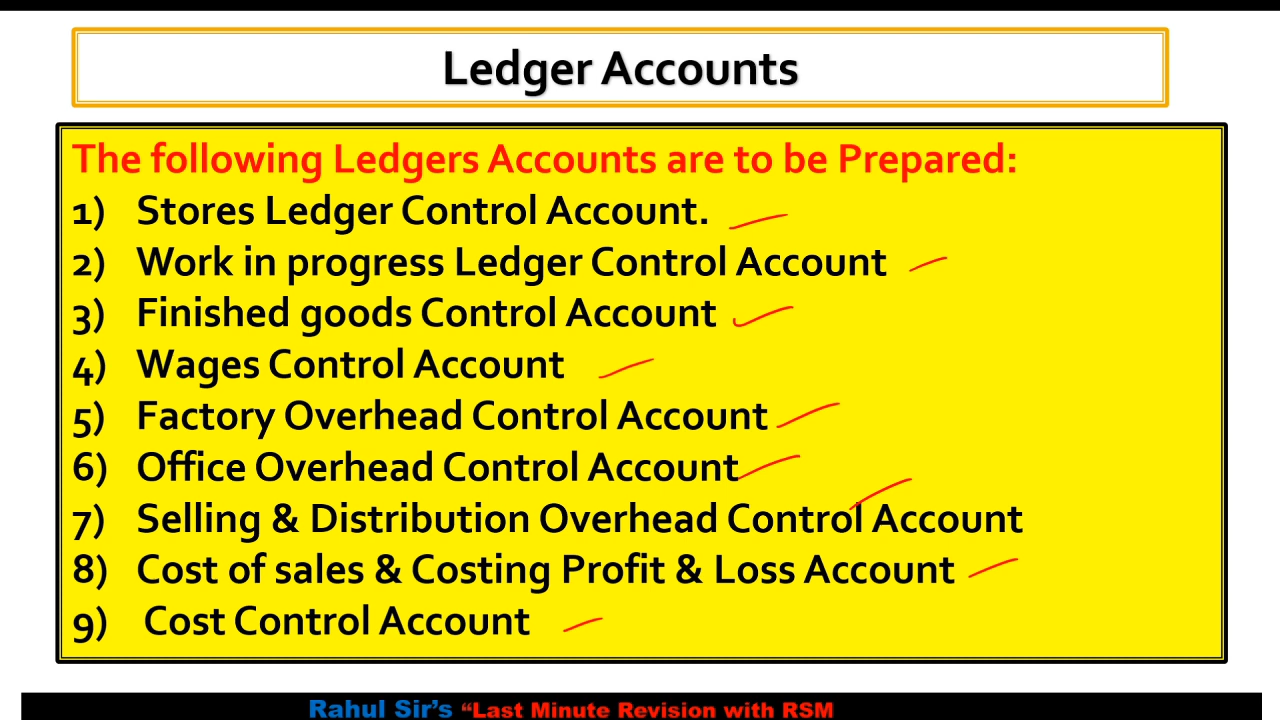 Ledger Accounts
The following Ledgers Accounts are to be Prepared:
1) Stores Ledger Control Account.
2) Work in progress Ledger Control Account
3) Finished goods Control Account
4) Wages Control Account
5) Factory Overhead Control Account
6) Office Overhead Control Account
7) Selling & Distribution Overhead Control Account
8) Cost of sales & Costing Profit & Loss Account
9) Cost Control Account
Rahul Sir's "Last Minute Revision with RSM